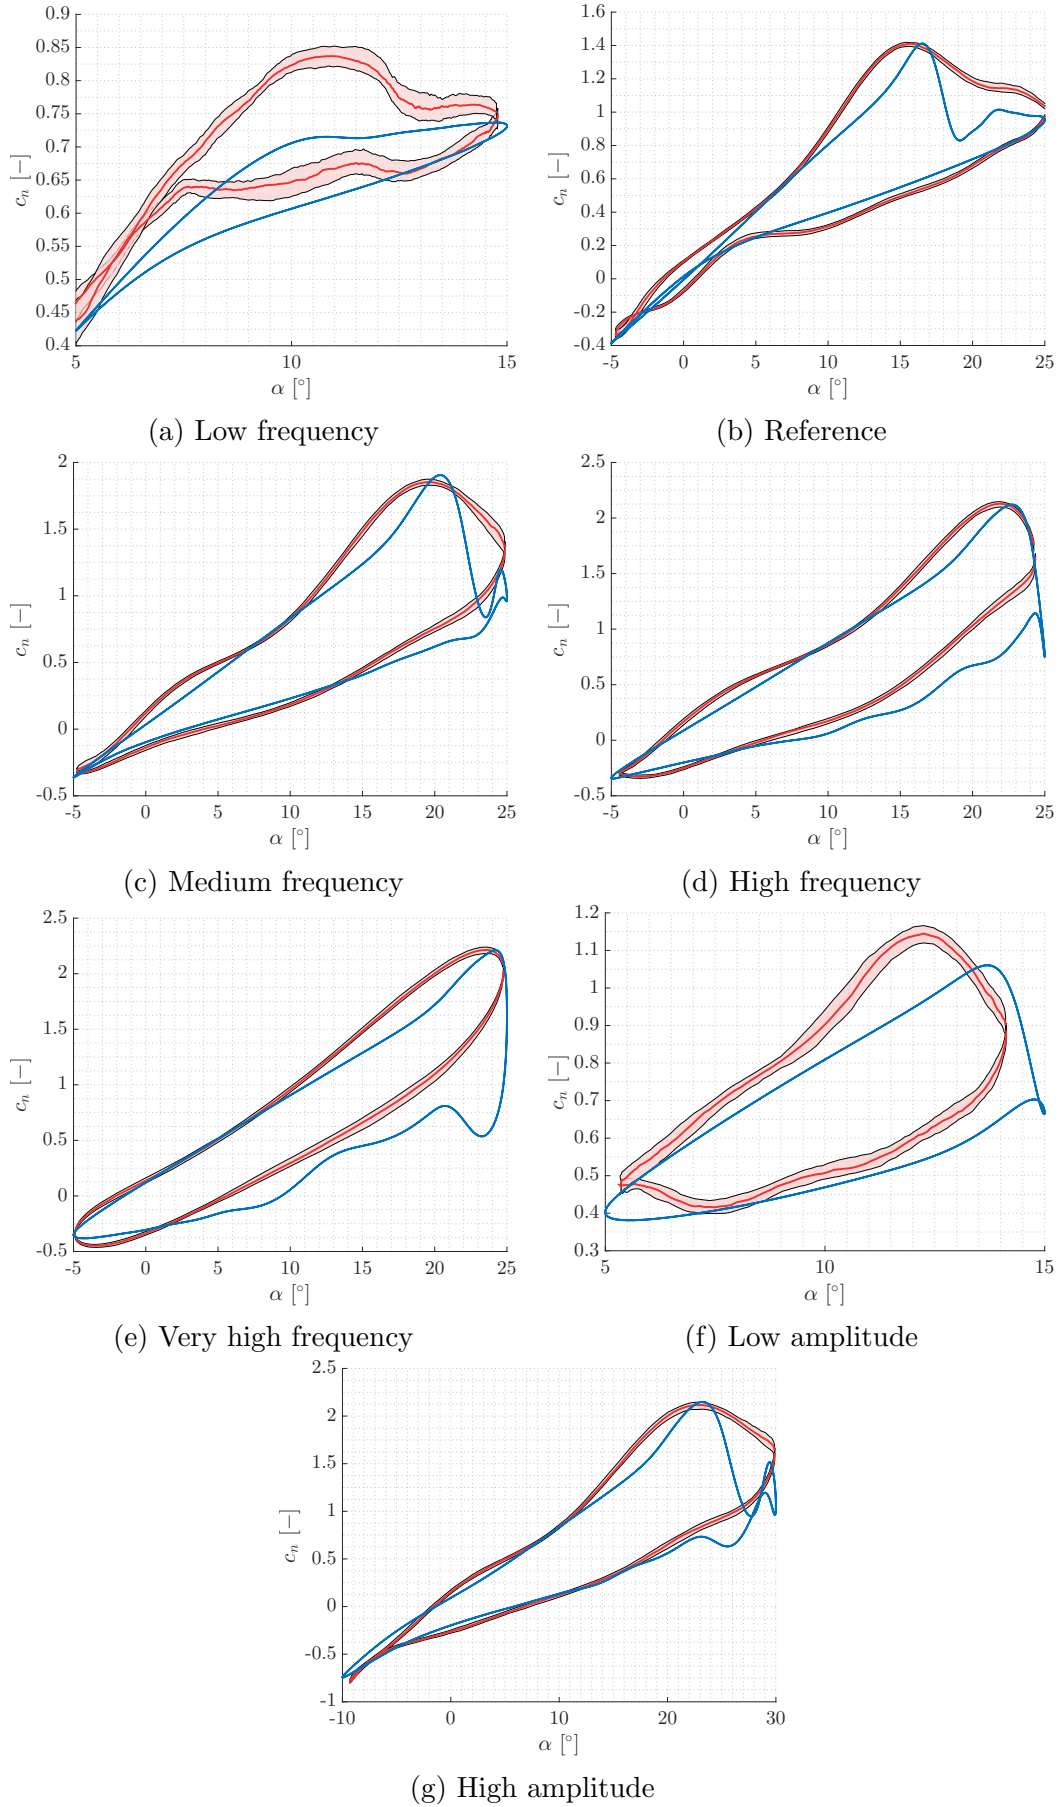 0.9
0.85
0.8
0.75
0.7
0.65
0.6
0.55
0.5
0.45
0.4
c_n [−]
5 10 15
α [°]
(a) Low frequency
1.6
1.4
1.2
1
0.8
0.6
0.4
0.2
0
-0.2
-0.4
c_n [−]
-5 0 5 10 15 20 25
α [°]
(b) Reference
2
1.5
1
0.5
0
-0.5
c_n [−]
-5 0 5 10 15 20 25
α [°]
(c) Medium frequency
2.5
2
1.5
1
0.5
0
-0.5
c_n [−]
-5 0 5 10 15 20 25
α [°]
(d) High frequency
2.5
2
1.5
1
0.5
0
-0.5
c_n [−]
-5 0 5 10 15 20 25
α [°]
(e) Very high frequency
1.2
1.1
1
0.9
0.8
0.7
0.6
0.5
0.4
0.3
c_n [−]
5 10 15
α [°]
(f) Low amplitude
2.5
2
1.5
1
0.5
0
-0.5
-1
c_n [−]
-10 0 10 20 30
α [°]
(g) High amplitude